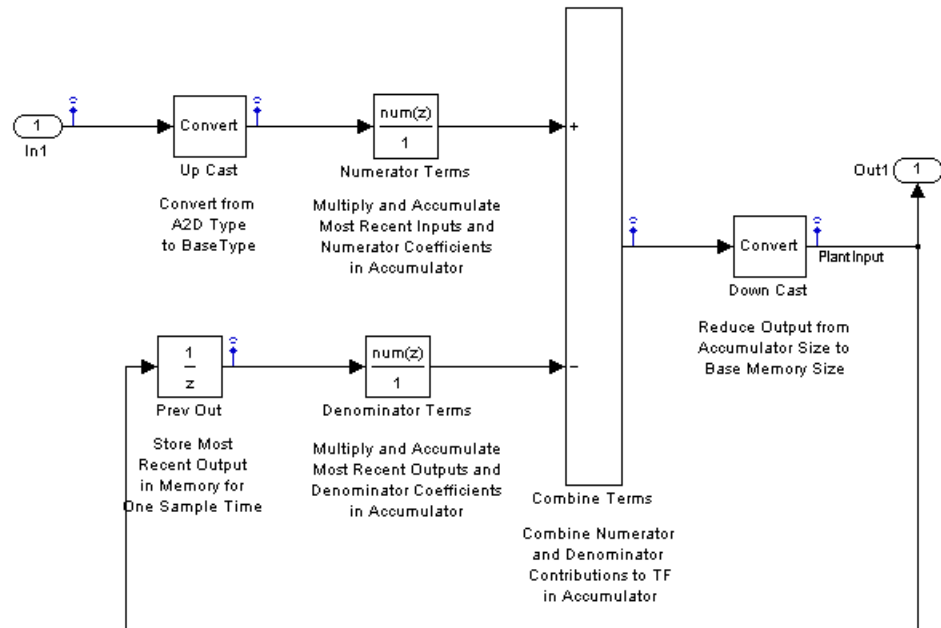 1
In1
Convert
Up Cast
Convert from
A2D Type
to BaseType
num(z)
1
Numerator Terms
Multiply and Accumulate
Most Recent Inputs and
Numerator Coefficients
in Accumulator
+
1
z
Prev Out
Store Most
Recent Output
in Memory for
One Sample Time
num(z)
1
Denominator Terms
Multiply and Accumulate
Most Recent Outputs and
Denominator Coefficients
in Accumulator
−
Combine Terms
Combine Numerator
and Denominator
Contributions to TF
in Accumulator
Convert
Down Cast
Reduce Output from
Accumulator Size to
Base Memory Size
PlantInput
Out1
1